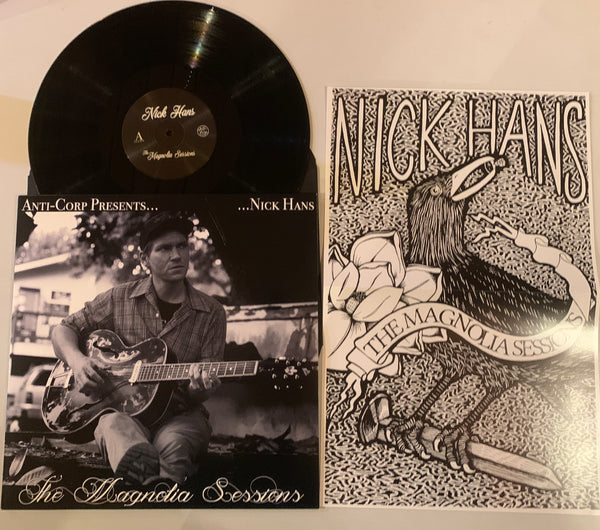 Nick Hans
A
The Magnolia Sessions
Anti-Corp Presents... ...Nick Hans
The Magnolia Sessions
NICK HANS
THE MAGNOLIA SESSIONS